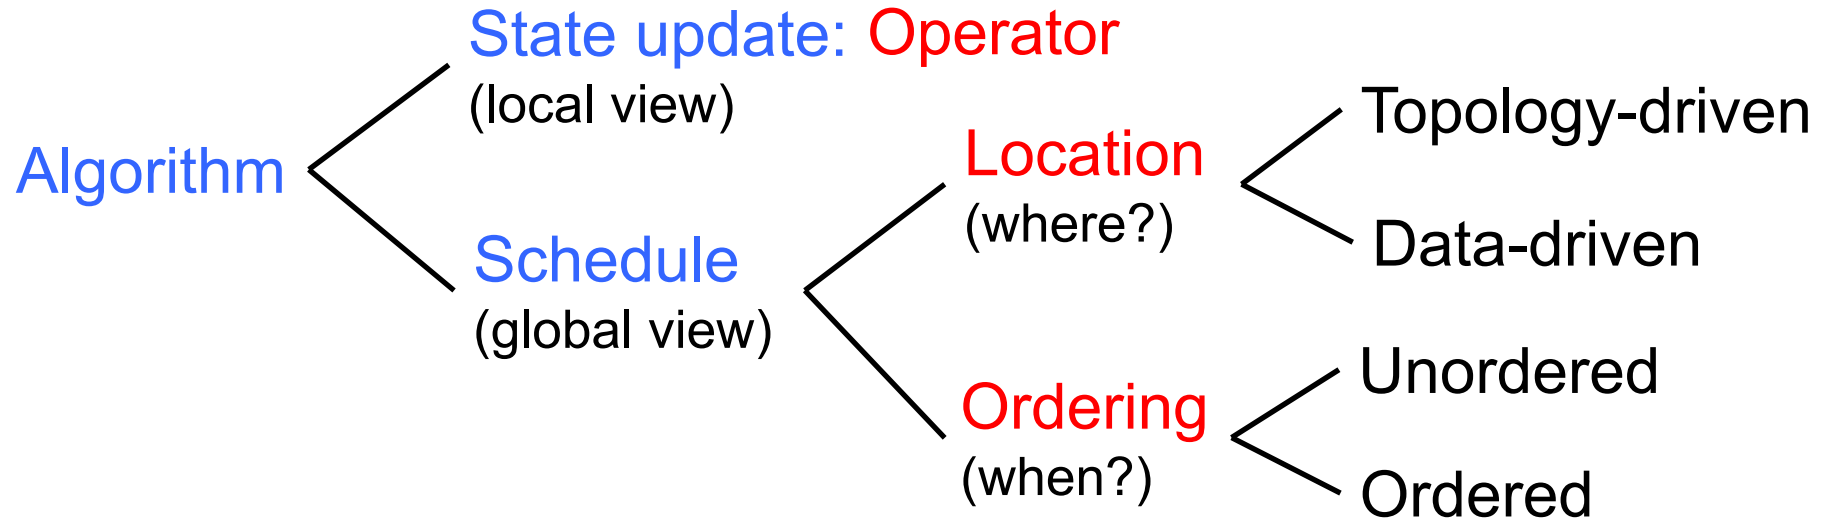 State update: Operator
(local view)
Algorithm
Schedule
(global view)
Location
(where?)
Topology-driven
Data-driven
Ordering
(when?)
Unordered
Ordered